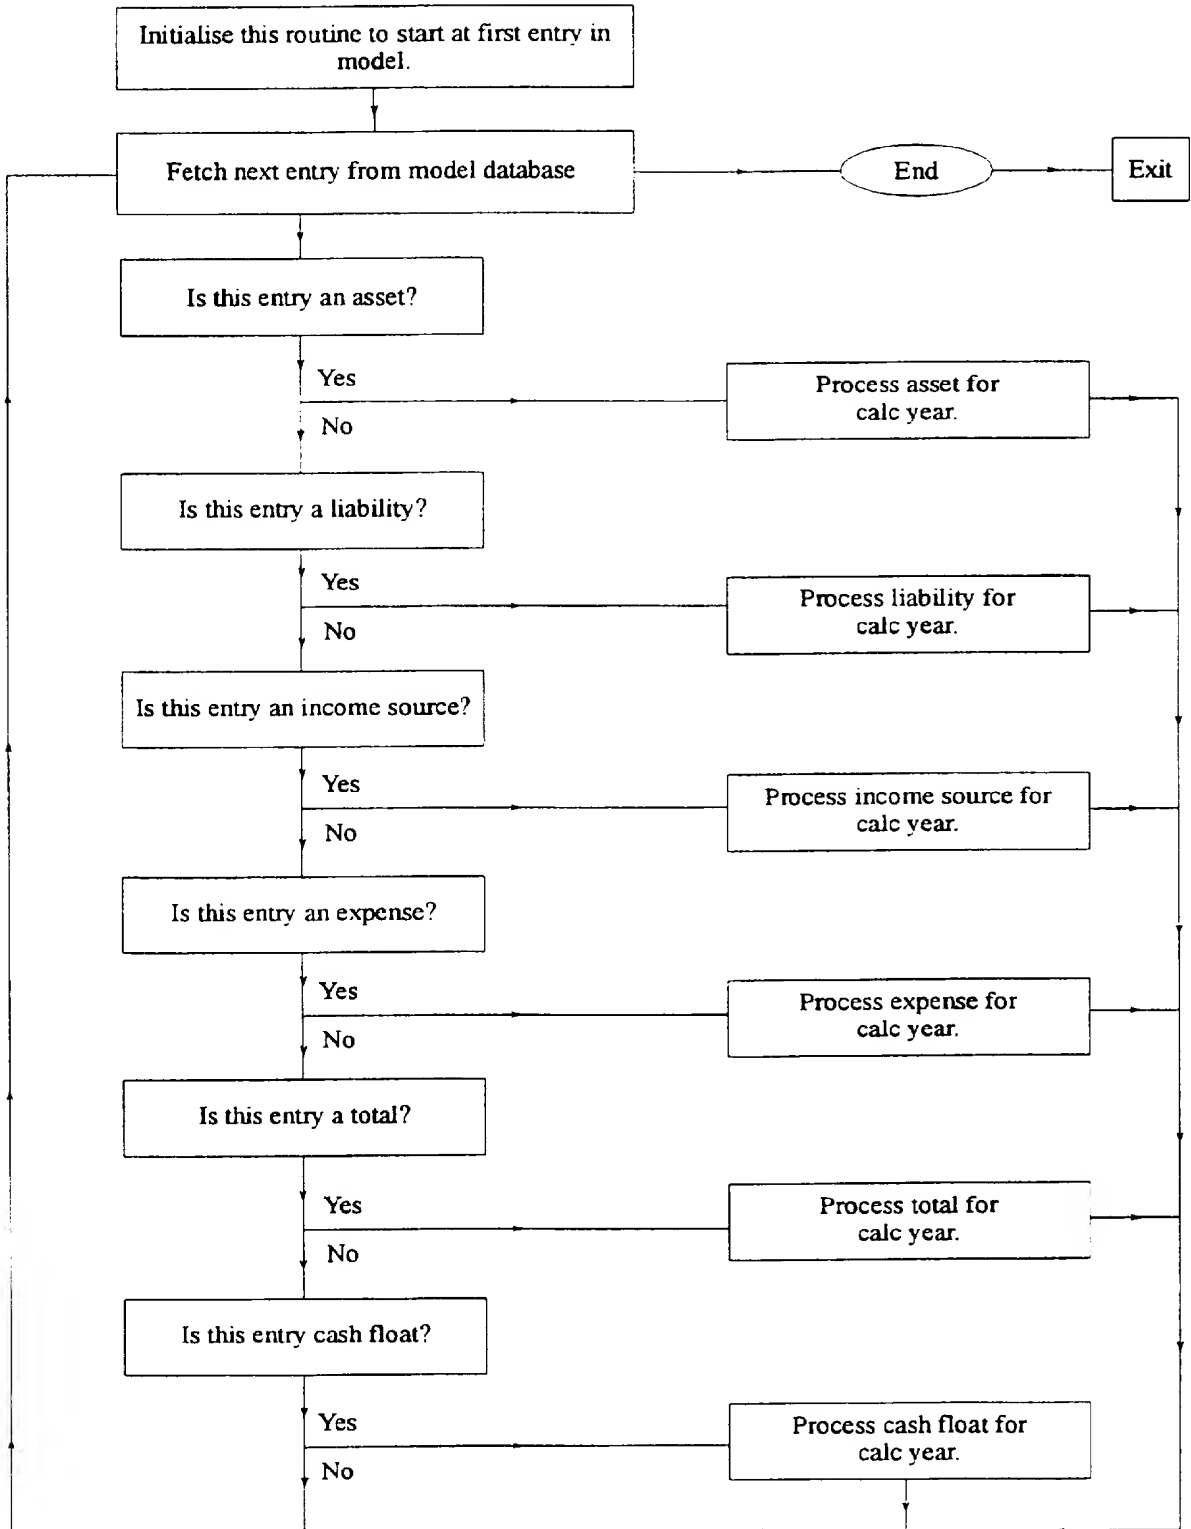 Initialise this routine to start at first entry in
model.
Fetch next entry from model database
End
Exit
Is this entry an asset?
Yes
No
Process asset for
calc year.
Is this entry a liability?
Yes
No
Process liability for
calc year.
Is this entry an income source?
Yes
No
Process income source for
calc year.
Is this entry an expense?
Yes
No
Process expense for
calc year.
Is this entry a total?
Yes
No
Process total for
calc year.
Is this entry cash float?
Yes
No
Process cash float for
calc year.